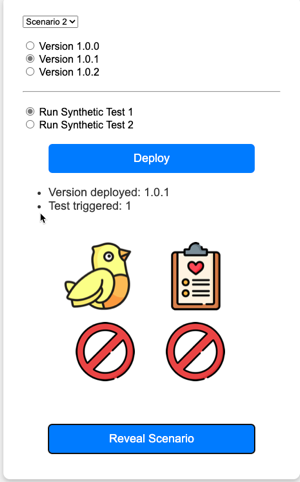 Scenario 2
Version 1.0.0
Version 1.0.1
Version 1.0.2
Run Synthetic Test 1
Run Synthetic Test 2
Deploy
Version deployed: 1.0.1
Test triggered: 1
Reveal Scenario